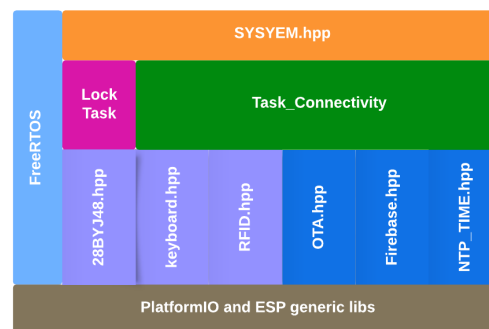 SYSYEM.hpp
FreeRTOS
Lock
Task
Task_Connectivity
28BYJ48.hpp
keyboard.hpp
RFID.hpp
OTA.hpp
Firebase.hpp
NTP_TIME.hpp
PlatformIO and ESP generic libs